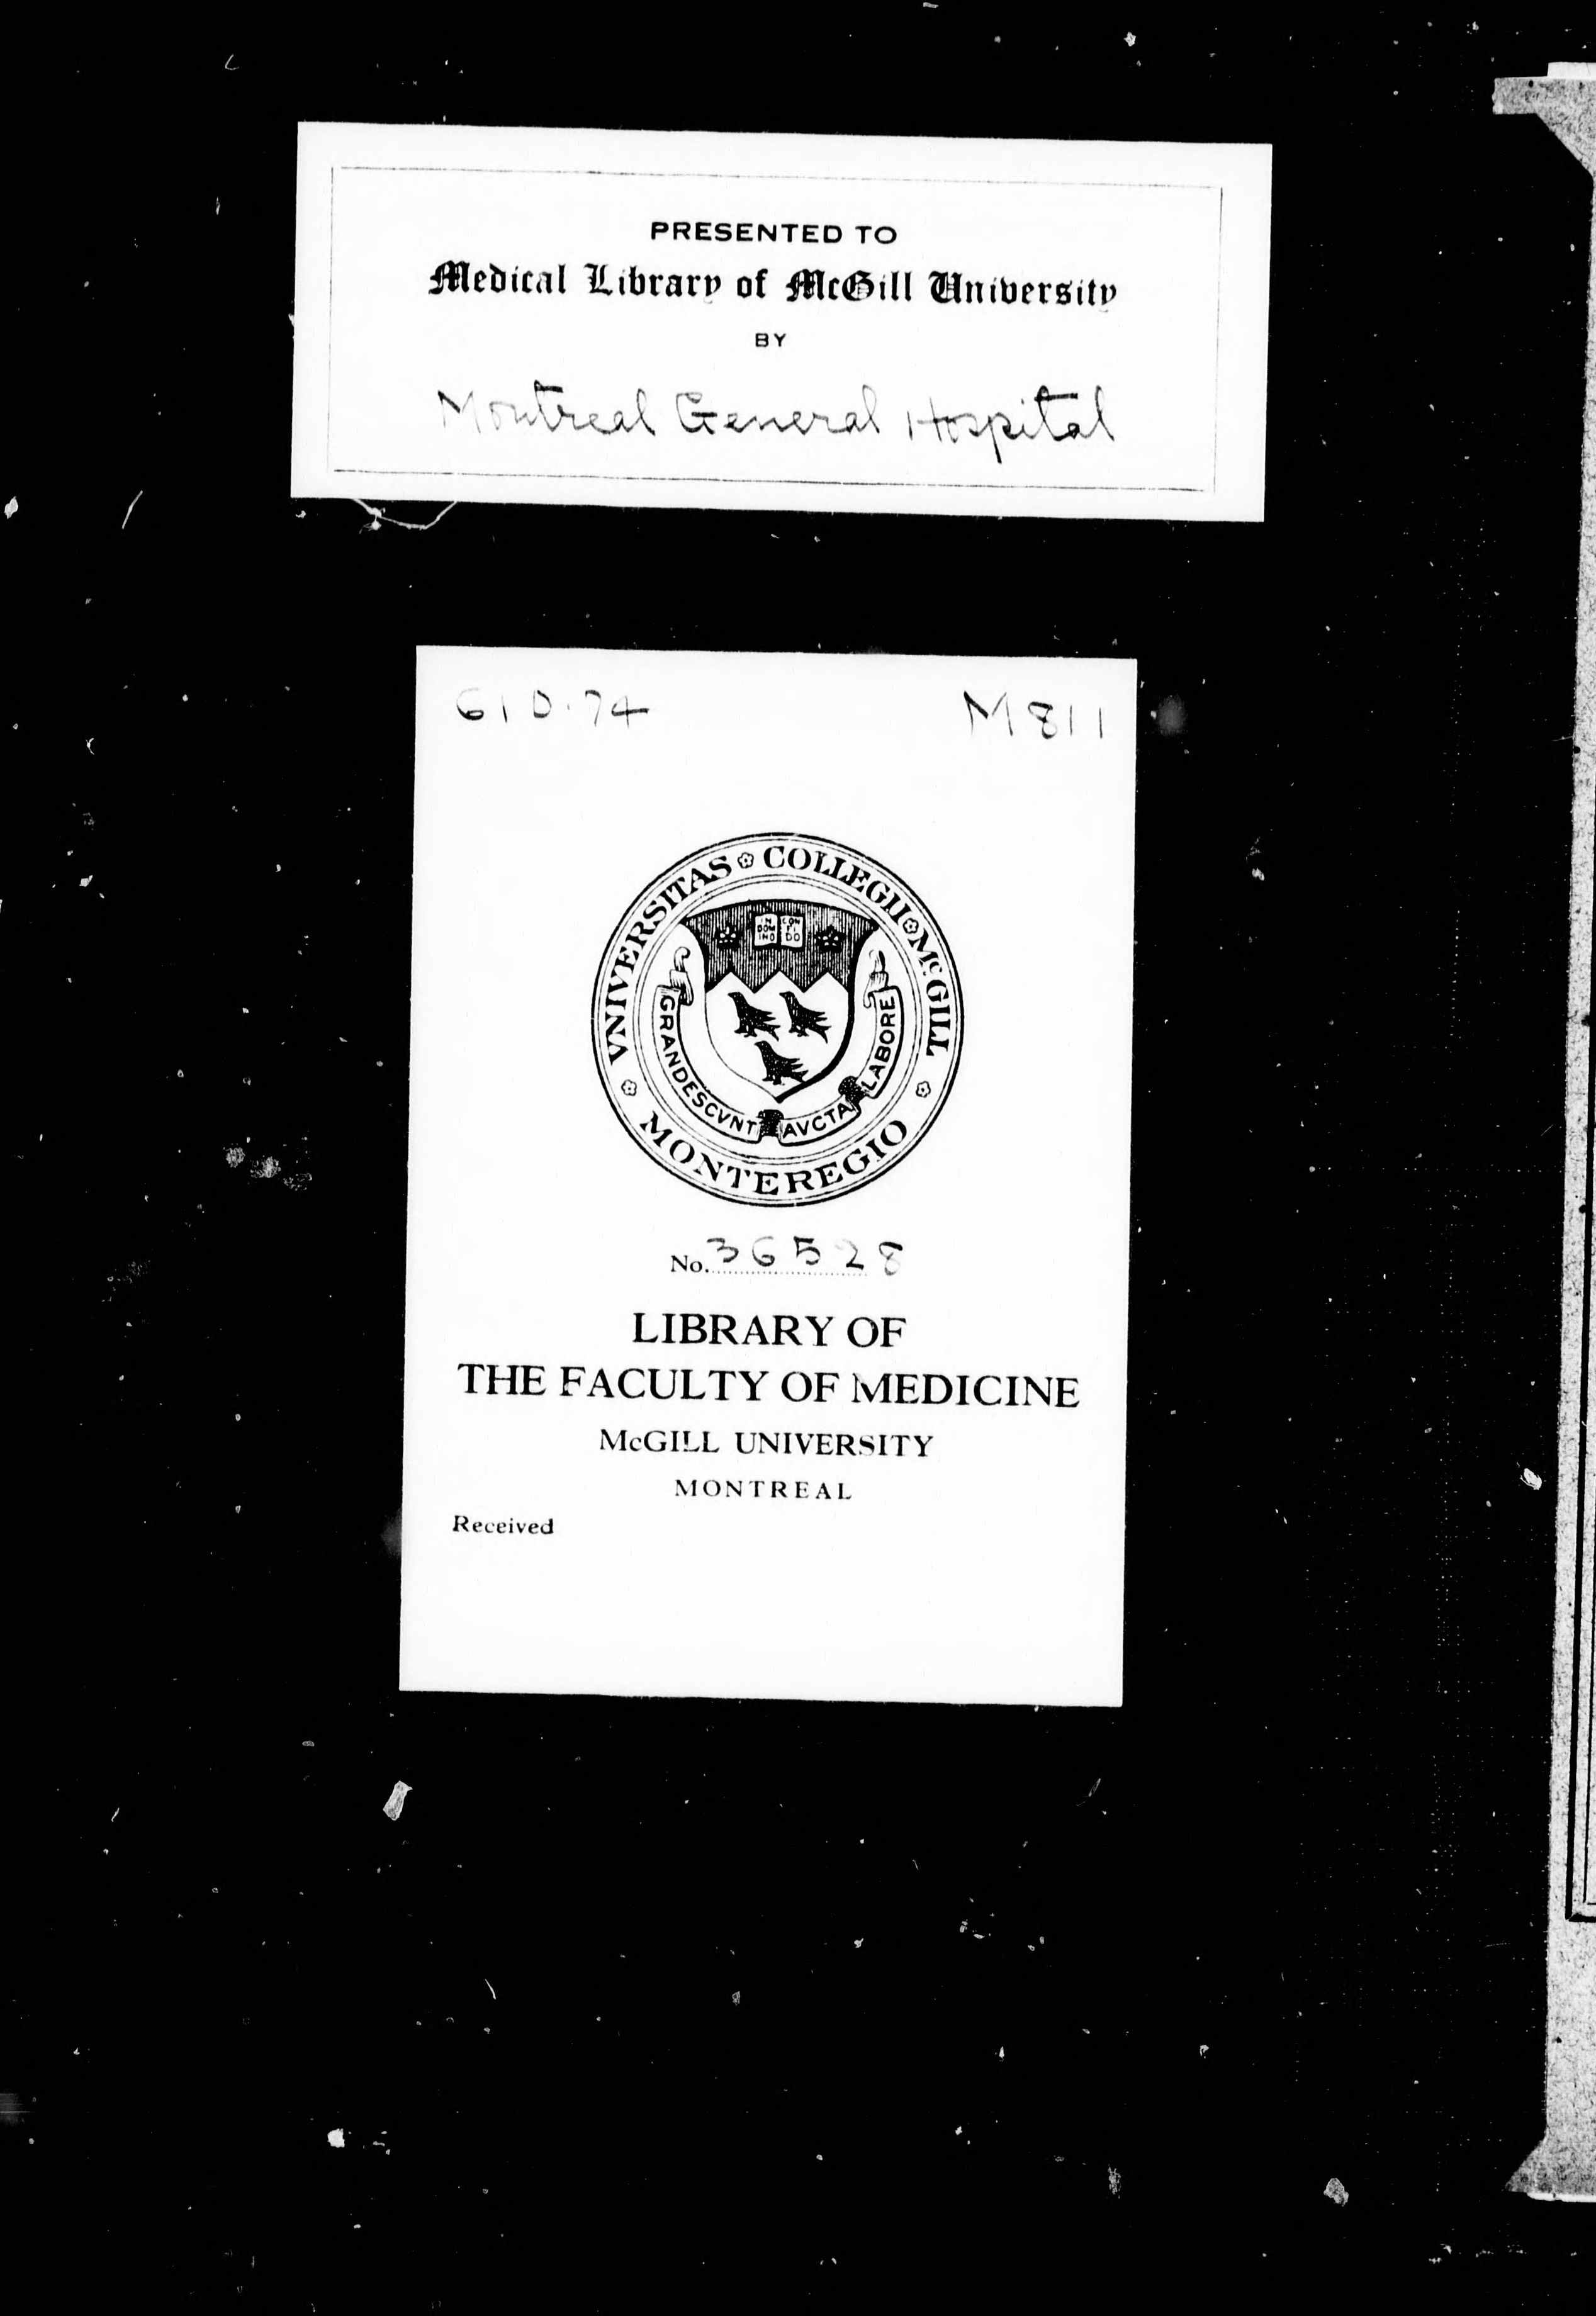 PRESENTED TO
Medical Library of McGill University
BY
Montreal General Hospital
610.74 M811
VNIVERSITAS COLLEGII McGILL
MONTEREGIO
IN DOMINO CONFIDO
GRANDESCVNT AVCTA LABORE
No. 36528
LIBRARY OF
THE FACULTY OF MEDICINE
McGILL UNIVERSITY
MONTREAL
Received